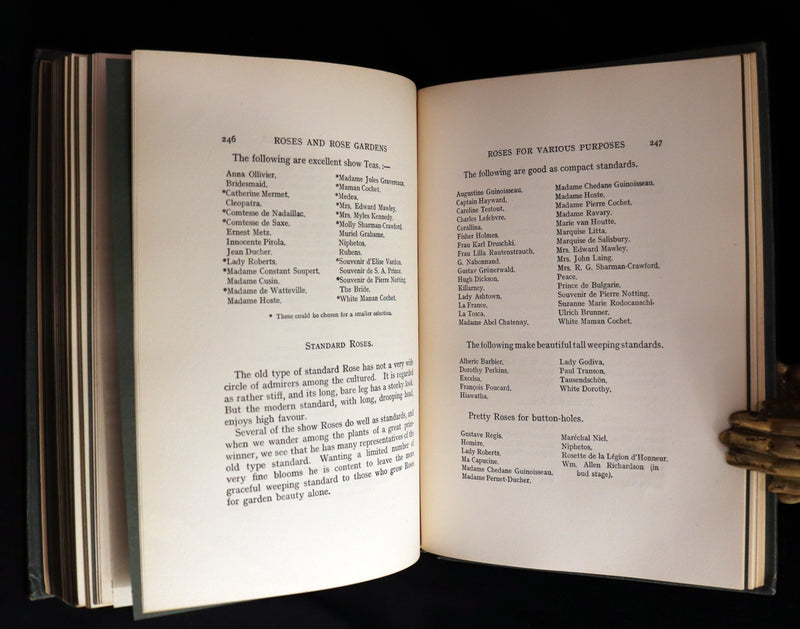 246
ROSES AND ROSE GARDENS
The following are excellent show Teas. :—
Anna Ollivier.
Bridesmaid.
*Catherine Mermet.
Cleopatra.
*Comtesse de Nadaillac.
*Comtesse de Saxe.
Ernest Metz.
Innocente Pirola.
Jean Ducher.
*Lady Roberts.
*Madame Constant Soupert.
Madame Cusin.
*Madame de Watteville.
Madame Hoste.
*Madame Jules Gravereaux.
*Maman Cochet.
*Medea.
*Mrs. Edward Mawley.
*Mrs. Myles Kennedy.
*Molly Sharman-Crawford.
Muriel Grahame.
Niphetos.
Rubens.
*Souvenir d'Elise Vardon.
Souvenir de S. A. Prince.
*Souvenir de Pierre Notting.
The Bride.
*White Maman Cochet.
* These could be chosen for a smaller selection.
STANDARD ROSES.
The old type of standard Rose has not a very wide
circle of admirers among the cultured. It is regarded
as rather stiff, and its long, bare leg has a storky look.
But the modern standard, with long, drooping head,
enjoys high favour.
Several of the show Roses do well as standards, and
when we wander among the plants of a great prize-
winner, we see that he has many representatives of the
old type standard. Wanting a limited number of
very fine blooms he is content to leave the more
graceful weeping standard to those who grow Roses
for garden beauty alone.
ROSES FOR VARIOUS PURPOSES
247
The following are good as compact standards.
Augustine Guinoisseau.
Captain Hayward.
Caroline Testout.
Charles Lefebvre.
Corallina.
Fisher Holmes.
Frau Karl Druschki.
Frau Lilla Rautenstrauch.
G. Nabonnand.
Gustav Grünerwald.
Hugh Dickson.
Killarney.
Lady Ashtown.
La France.
La Tosca.
Madame Abel Chatenay.
Madame Chedane Guinoisseau.
Madame Hoste.
Madame Pierre Cochet.
Madame Ravary.
Marie van Houtte.
Marquise Litta.
Marquise de Salisbury.
Mrs. Edward Mawley.
Mrs. John Laing.
Mrs. R. G. Sharman-Crawford.
Peace.
Prince de Bulgarie.
Souvenir de Pierre Notting.
Suzanne Marie Rodocanachi.
Ulrich Brunner.
White Maman Cochet.
The following make beautiful tall weeping standards.
Alberic Barbier.
Dorothy Perkins.
Excelsa.
François Foucard.
Hiawatha.
Lady Godiva.
Paul Transon.
Tausendschön.
White Dorothy.
Pretty Roses for button-holes.
Gustave Regis.
Homère.
Lady Roberts.
Ma Capucine.
Madame Chedane Guinoisseau.
Madame Pernet-Ducher.
Maréchal Niel.
Niphetos.
Rosette de la Légion d'Honneur.
Wm. Allen Richardson (in
bud stage).